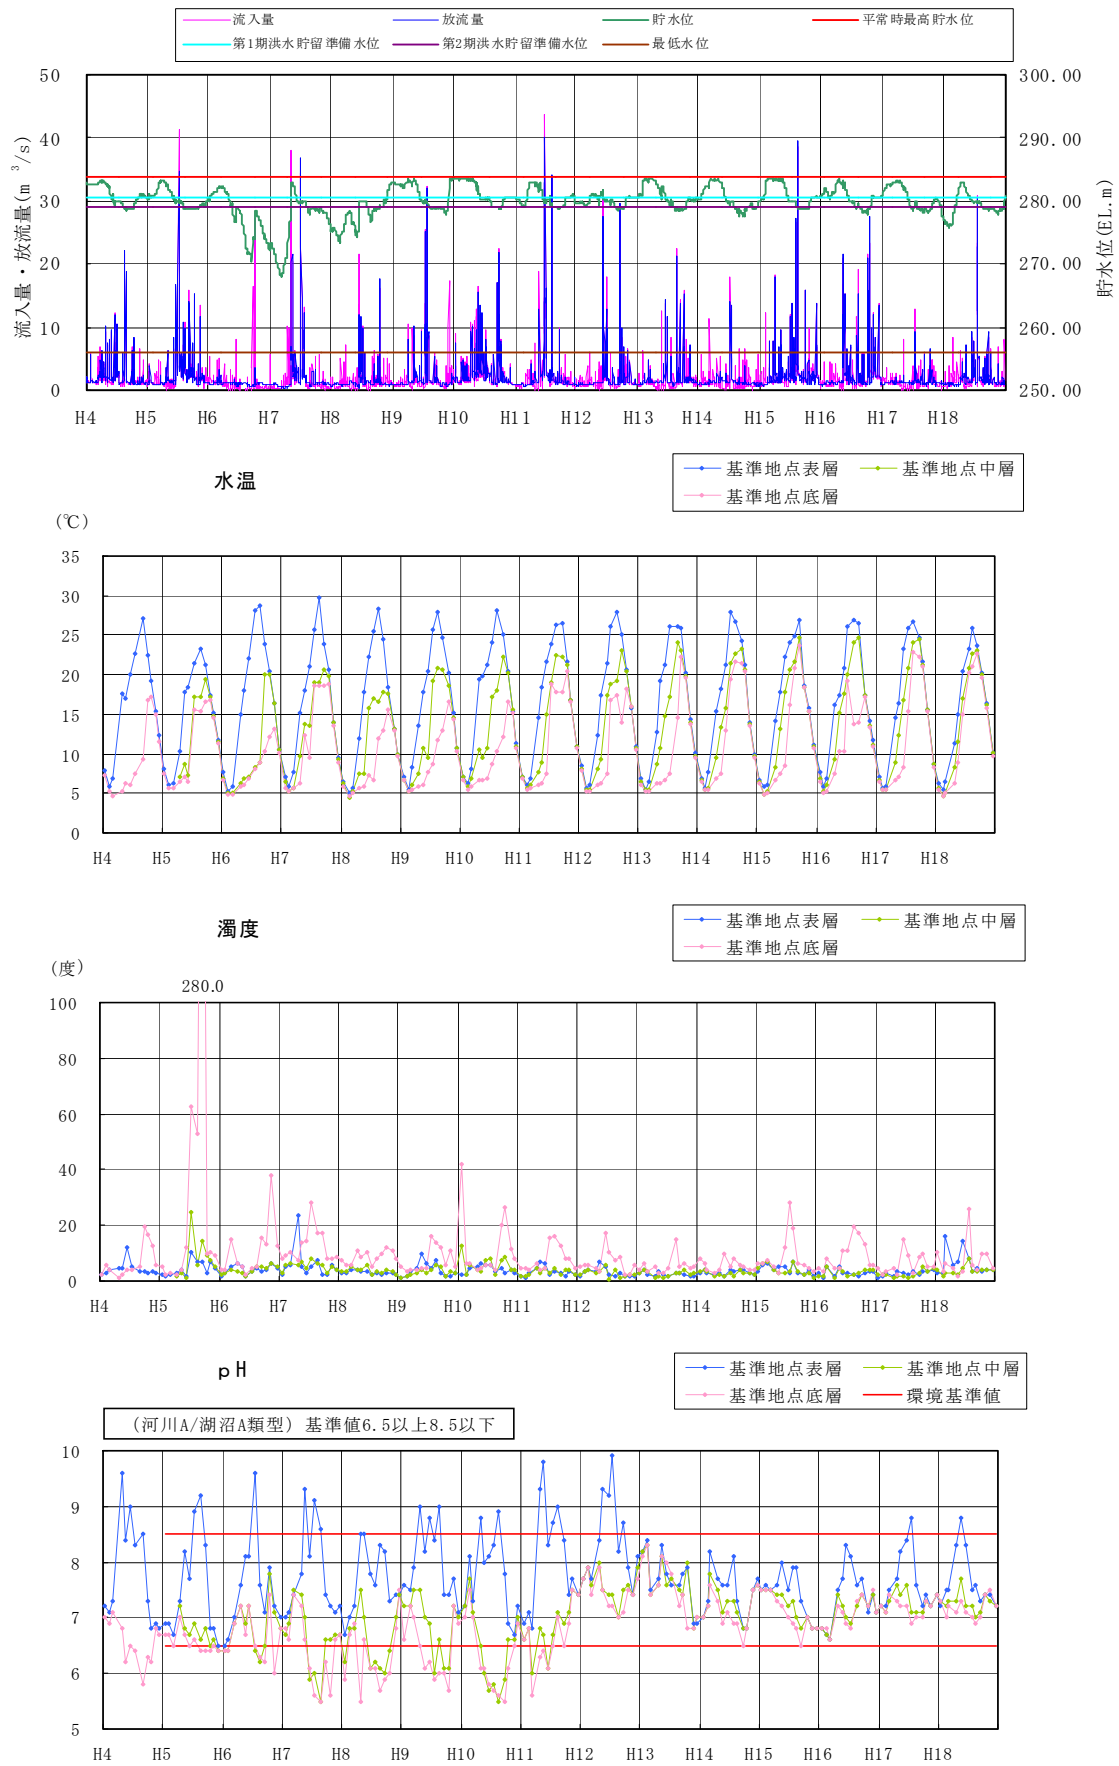 流入量 放流量 貯水位 平常時最高貯水位
第1期洪水貯留準備水位 第2期洪水貯留準備水位 最低水位
流入量・放流量(m³/s)
50
40
30
20
10
0
300.00
290.00
280.00
270.00
260.00
250.00
貯水位(EL.m)
H4 H5 H6 H7 H8 H9 H10 H11 H12 H13 H14 H15 H16 H17 H18
水温
基準地点表層 基準地点中層
基準地点底層
(℃)
35
30
25
20
15
10
5
0
H4 H5 H6 H7 H8 H9 H10 H11 H12 H13 H14 H15 H16 H17 H18
濁度
基準地点表層 基準地点中層
基準地点底層
(度)
280.0
100
80
60
40
20
0
H4 H5 H6 H7 H8 H9 H10 H11 H12 H13 H14 H15 H16 H17 H18
pH
基準地点表層 基準地点中層
基準地点底層 環境基準値
(河川A/湖沼A類型) 基準値6.5以上8.5以下
10
9
8
7
6
5
H4 H5 H6 H7 H8 H9 H10 H11 H12 H13 H14 H15 H16 H17 H18